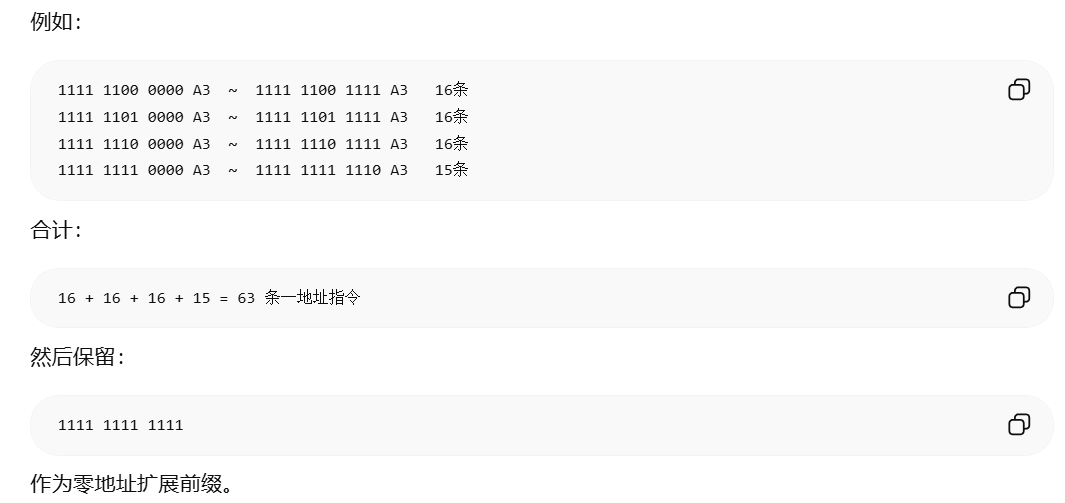 例如：
1111 1100 0000 A3  ~  1111 1100 1111 A3   16条
1111 1101 0000 A3  ~  1111 1101 1111 A3   16条
1111 1110 0000 A3  ~  1111 1110 1111 A3   16条
1111 1111 0000 A3  ~  1111 1111 1110 A3   15条
合计：
16 + 16 + 16 + 15 = 63 条一地址指令
然后保留：
1111 1111 1111
作为零地址扩展前缀。